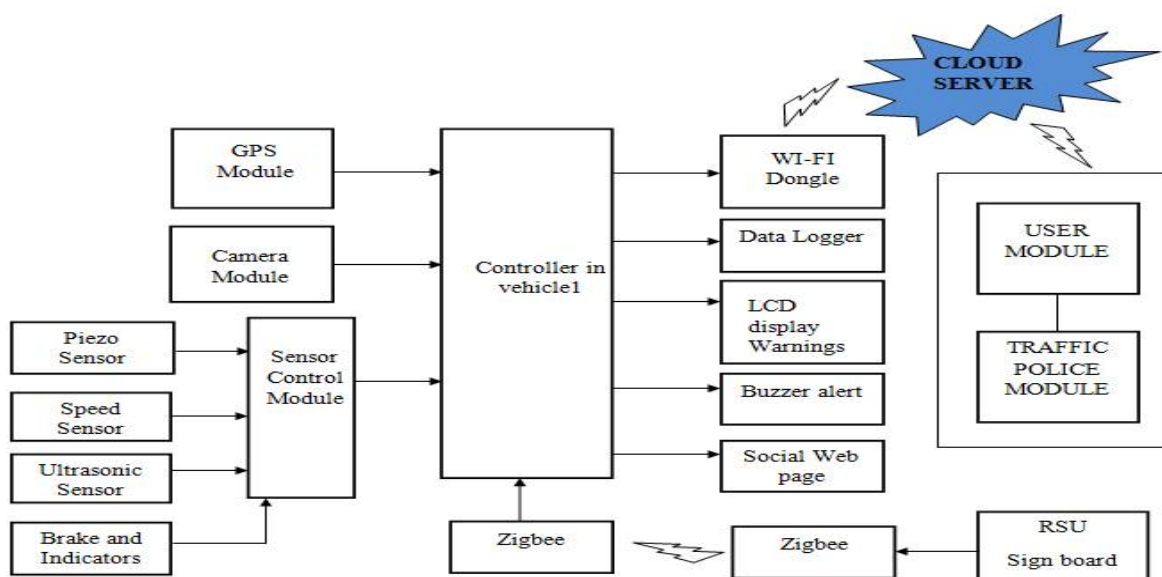 CLOUD
SERVER
GPS
Module
WI-FI
Dongle
Camera
Module
Controller in
vehicle1
Data Logger
USER
MODULE
LCD
display
Warnings
Piezo
Sensor
Sensor
Control
Module
TRAFFIC
POLICE
MODULE
Speed
Sensor
Buzzer alert
Ultrasonic
Sensor
Social Web
page
Brake and
Indicators
Zigbee
Zigbee
RSU
Sign board